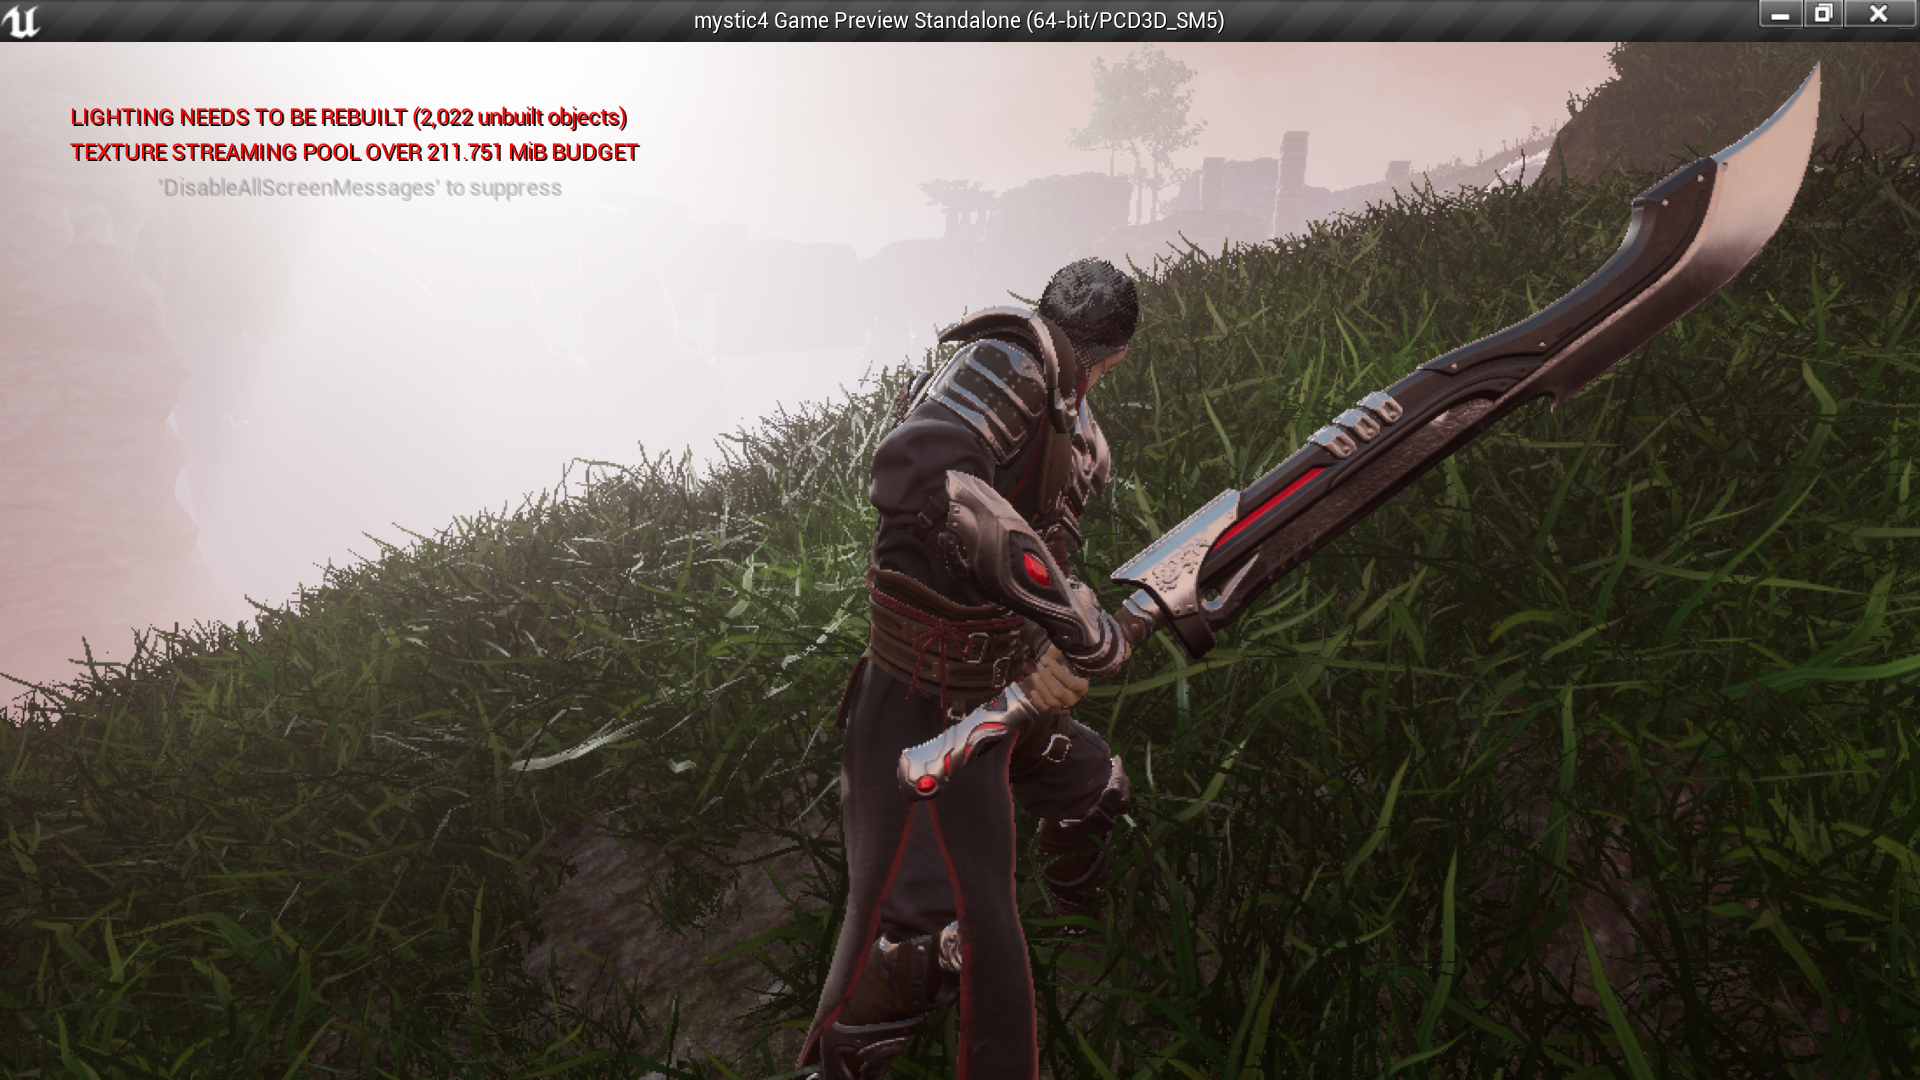 mystic4 Game Preview Standalone (64-bit/PCD3D_SM5)
LIGHTING NEEDS TO BE REBUILT (2,022 unbuilt objects)
TEXTURE STREAMING POOL OVER 211.751 MiB BUDGET
'DisableAllScreenMessages' to suppress